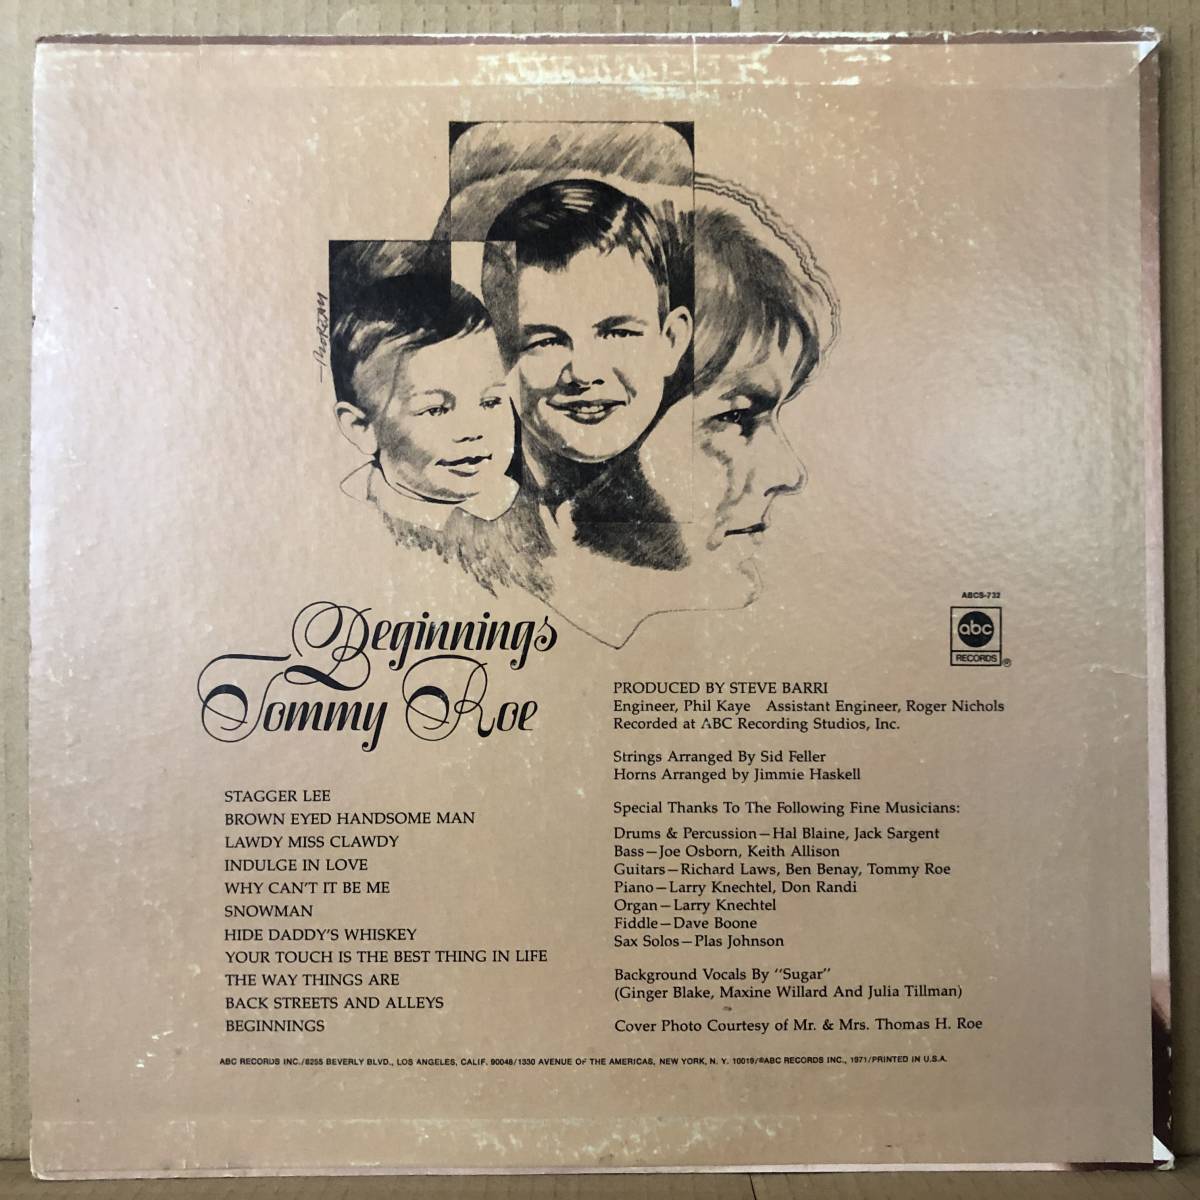 Beginnings
Tommy Roe
STAGGER LEE
BROWN EYED HANDSOME MAN
LAWDY MISS CLAWDY
INDULGE IN LOVE
WHY CAN'T IT BE ME
SNOWMAN
HIDE DADDY'S WHISKEY
YOUR TOUCH IS THE BEST THING IN LIFE
THE WAY THINGS ARE
BACK STREETS AND ALLEYS
BEGINNINGS
ABCS-732
abc
RECORDS ®
PRODUCED BY STEVE BARRI
Engineer, Phil Kaye Assistant Engineer, Roger Nichols
Recorded at ABC Recording Studios, Inc.
Strings Arranged By Sid Feller
Horns Arranged by Jimmie Haskell
Special Thanks To The Following Fine Musicians:
Drums & Percussion—Hal Blaine, Jack Sargent
Bass—Joe Osborn, Keith Allison
Guitars—Richard Laws, Ben Benay, Tommy Roe
Piano—Larry Knechtel, Don Randi
Organ—Larry Knechtel
Fiddle—Dave Boone
Sax Solos—Plas Johnson
Background Vocals By "Sugar"
(Ginger Blake, Maxine Willard And Julia Tillman)
Cover Photo Courtesy of Mr. & Mrs. Thomas H. Roe
ABC RECORDS INC./8255 BEVERLY BLVD., LOS ANGELES, CALIF. 90048/1330 AVENUE OF THE AMERICAS, NEW YORK, N. Y. 10019/©ABC RECORDS INC., 1971/PRINTED IN U.S.A.